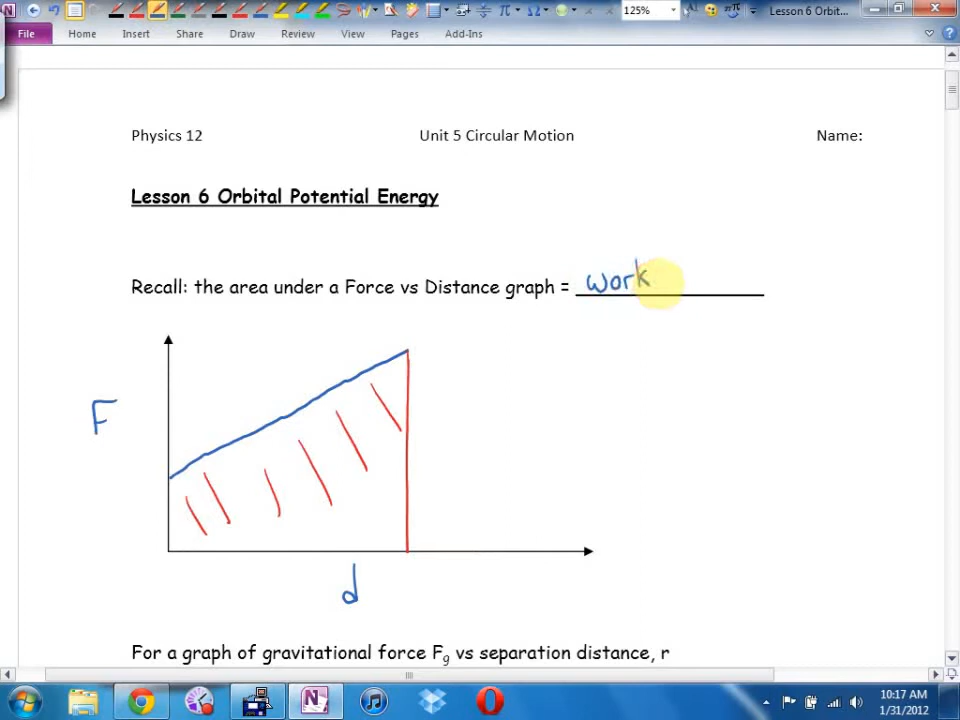 125% Lesson 6 Orbit...
File Home Insert Share Draw Review View Pages Add-Ins
Physics 12 Unit 5 Circular Motion Name:
Lesson 6 Orbital Potential Energy
Recall: the area under a Force vs Distance graph = work
F
d
For a graph of gravitational force Fg vs separation distance, r
10:17 AM
1/31/2012